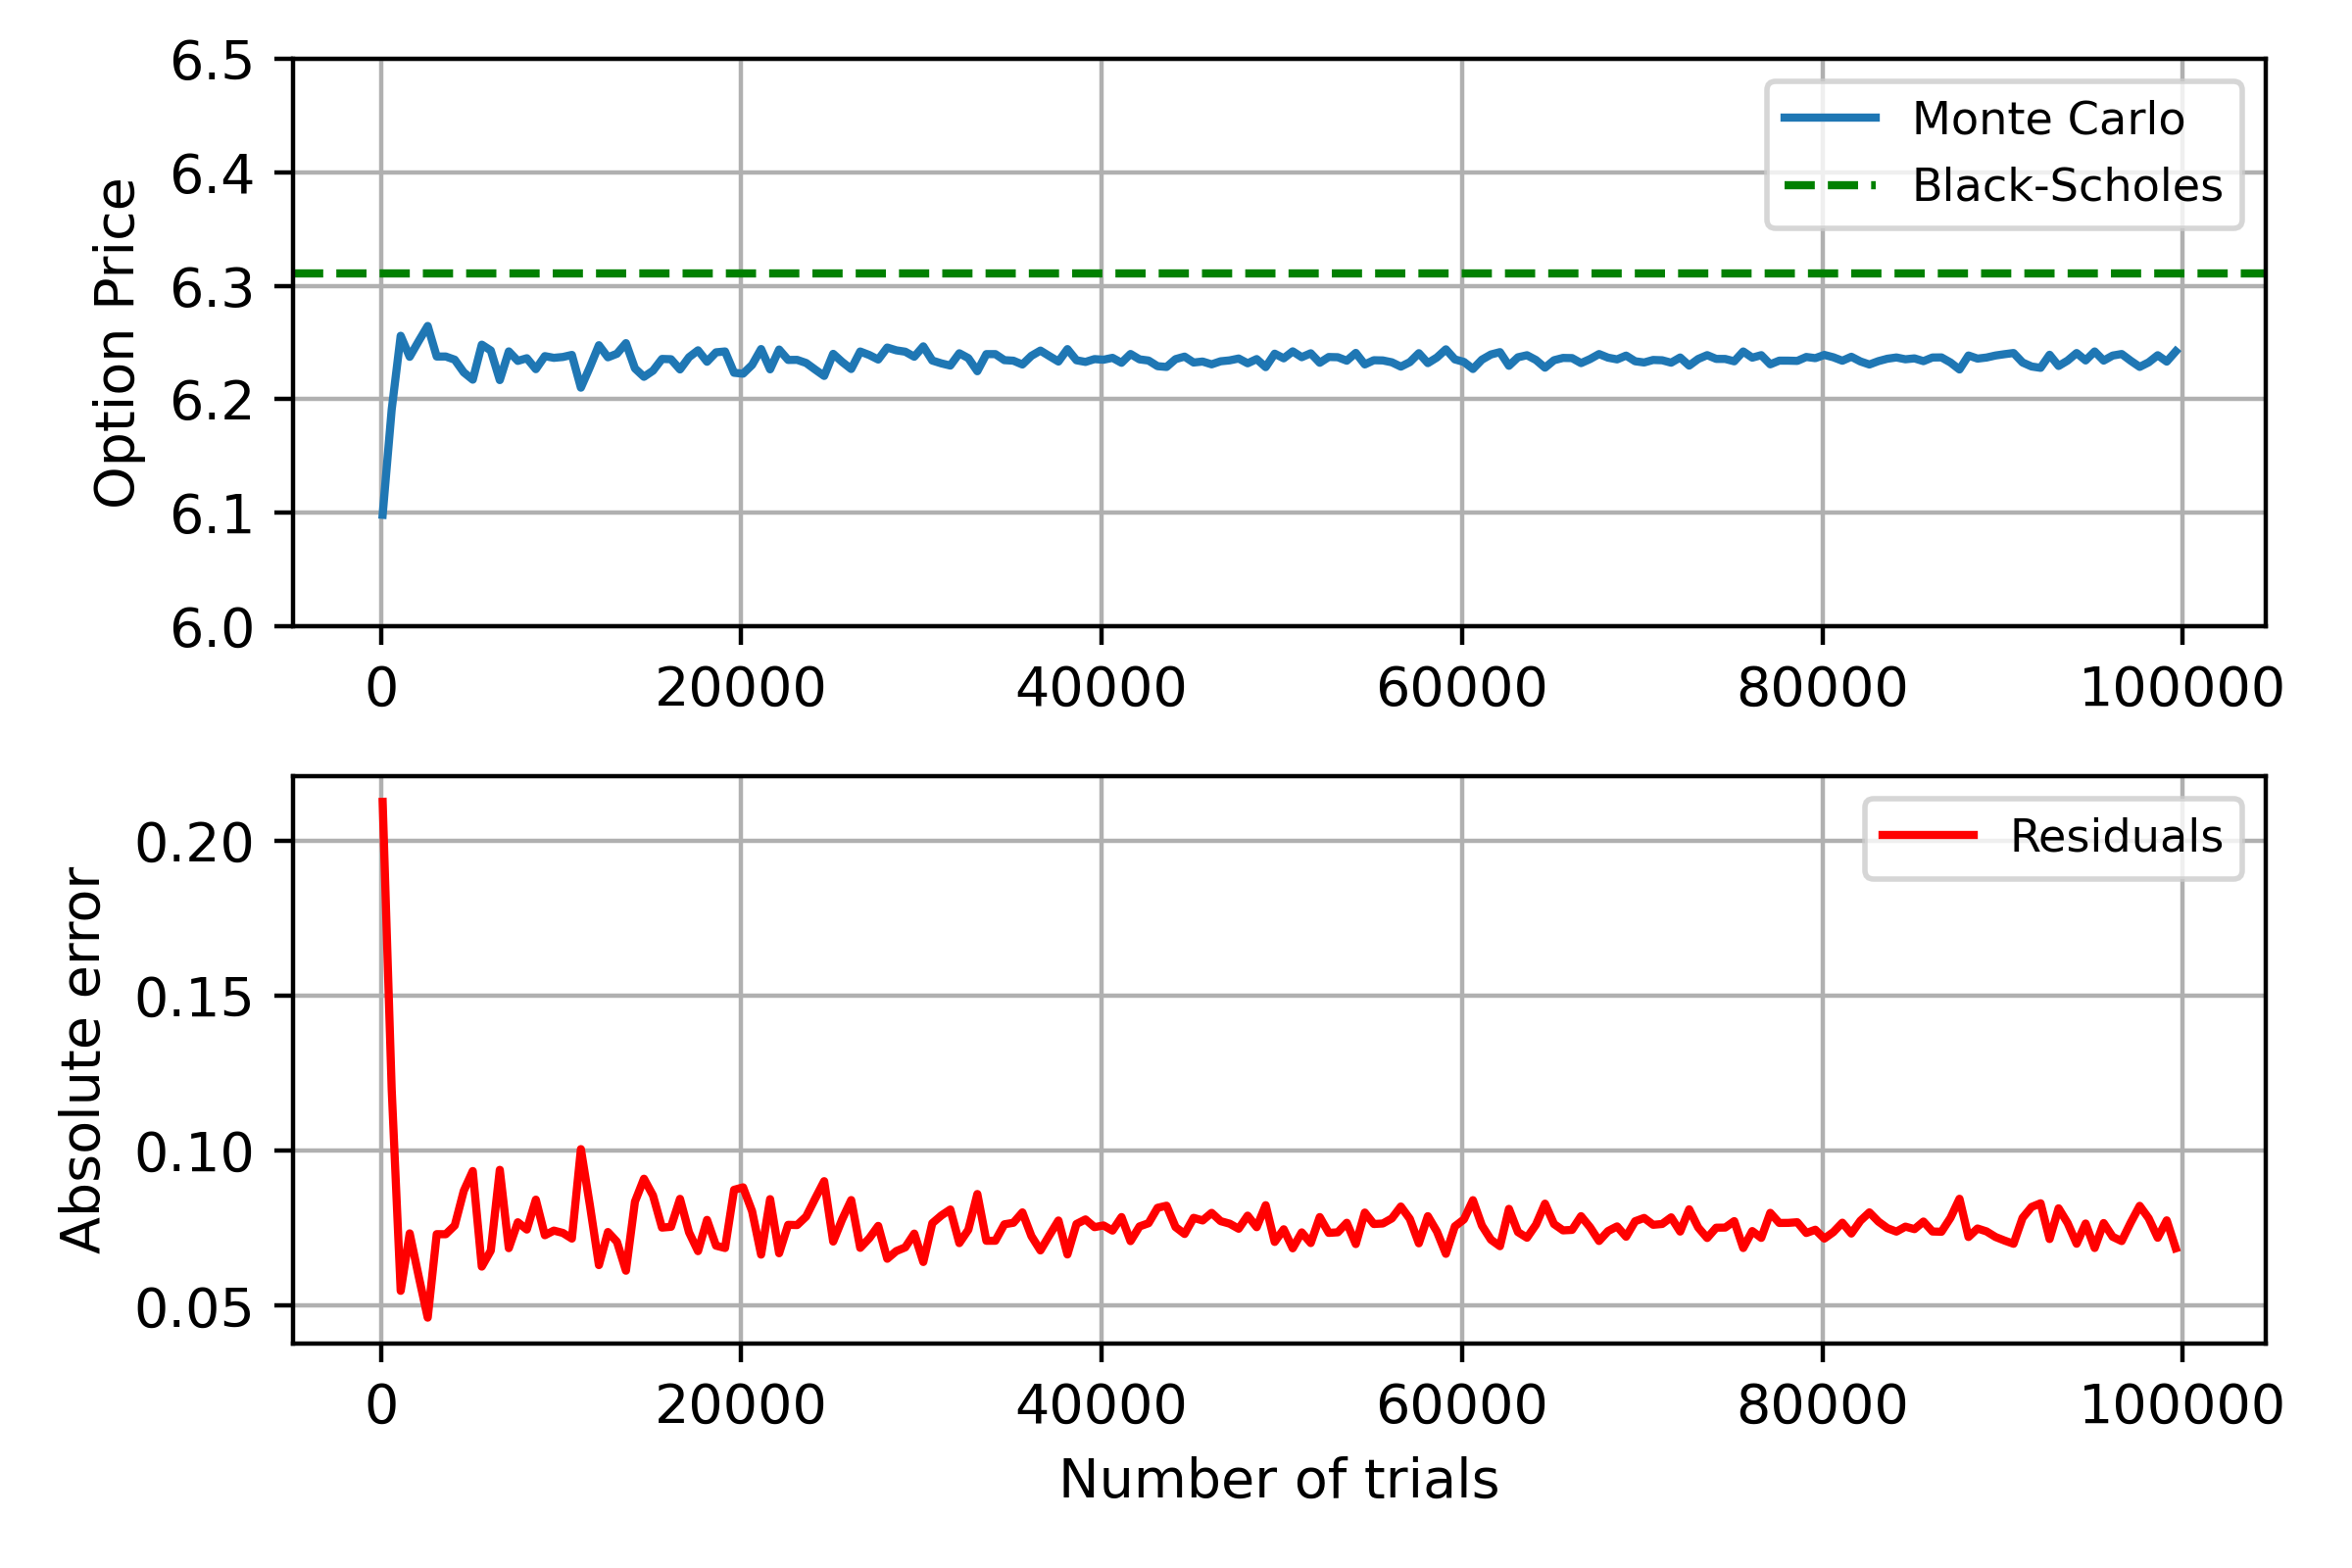 Option Price
6.5
6.4
6.3
6.2
6.1
6.0
Monte Carlo
Black-Scholes
0 20000 40000 60000 80000 100000
Absolute error
0.20
0.15
0.10
0.05
Residuals
0 20000 40000 60000 80000 100000
Number of trials